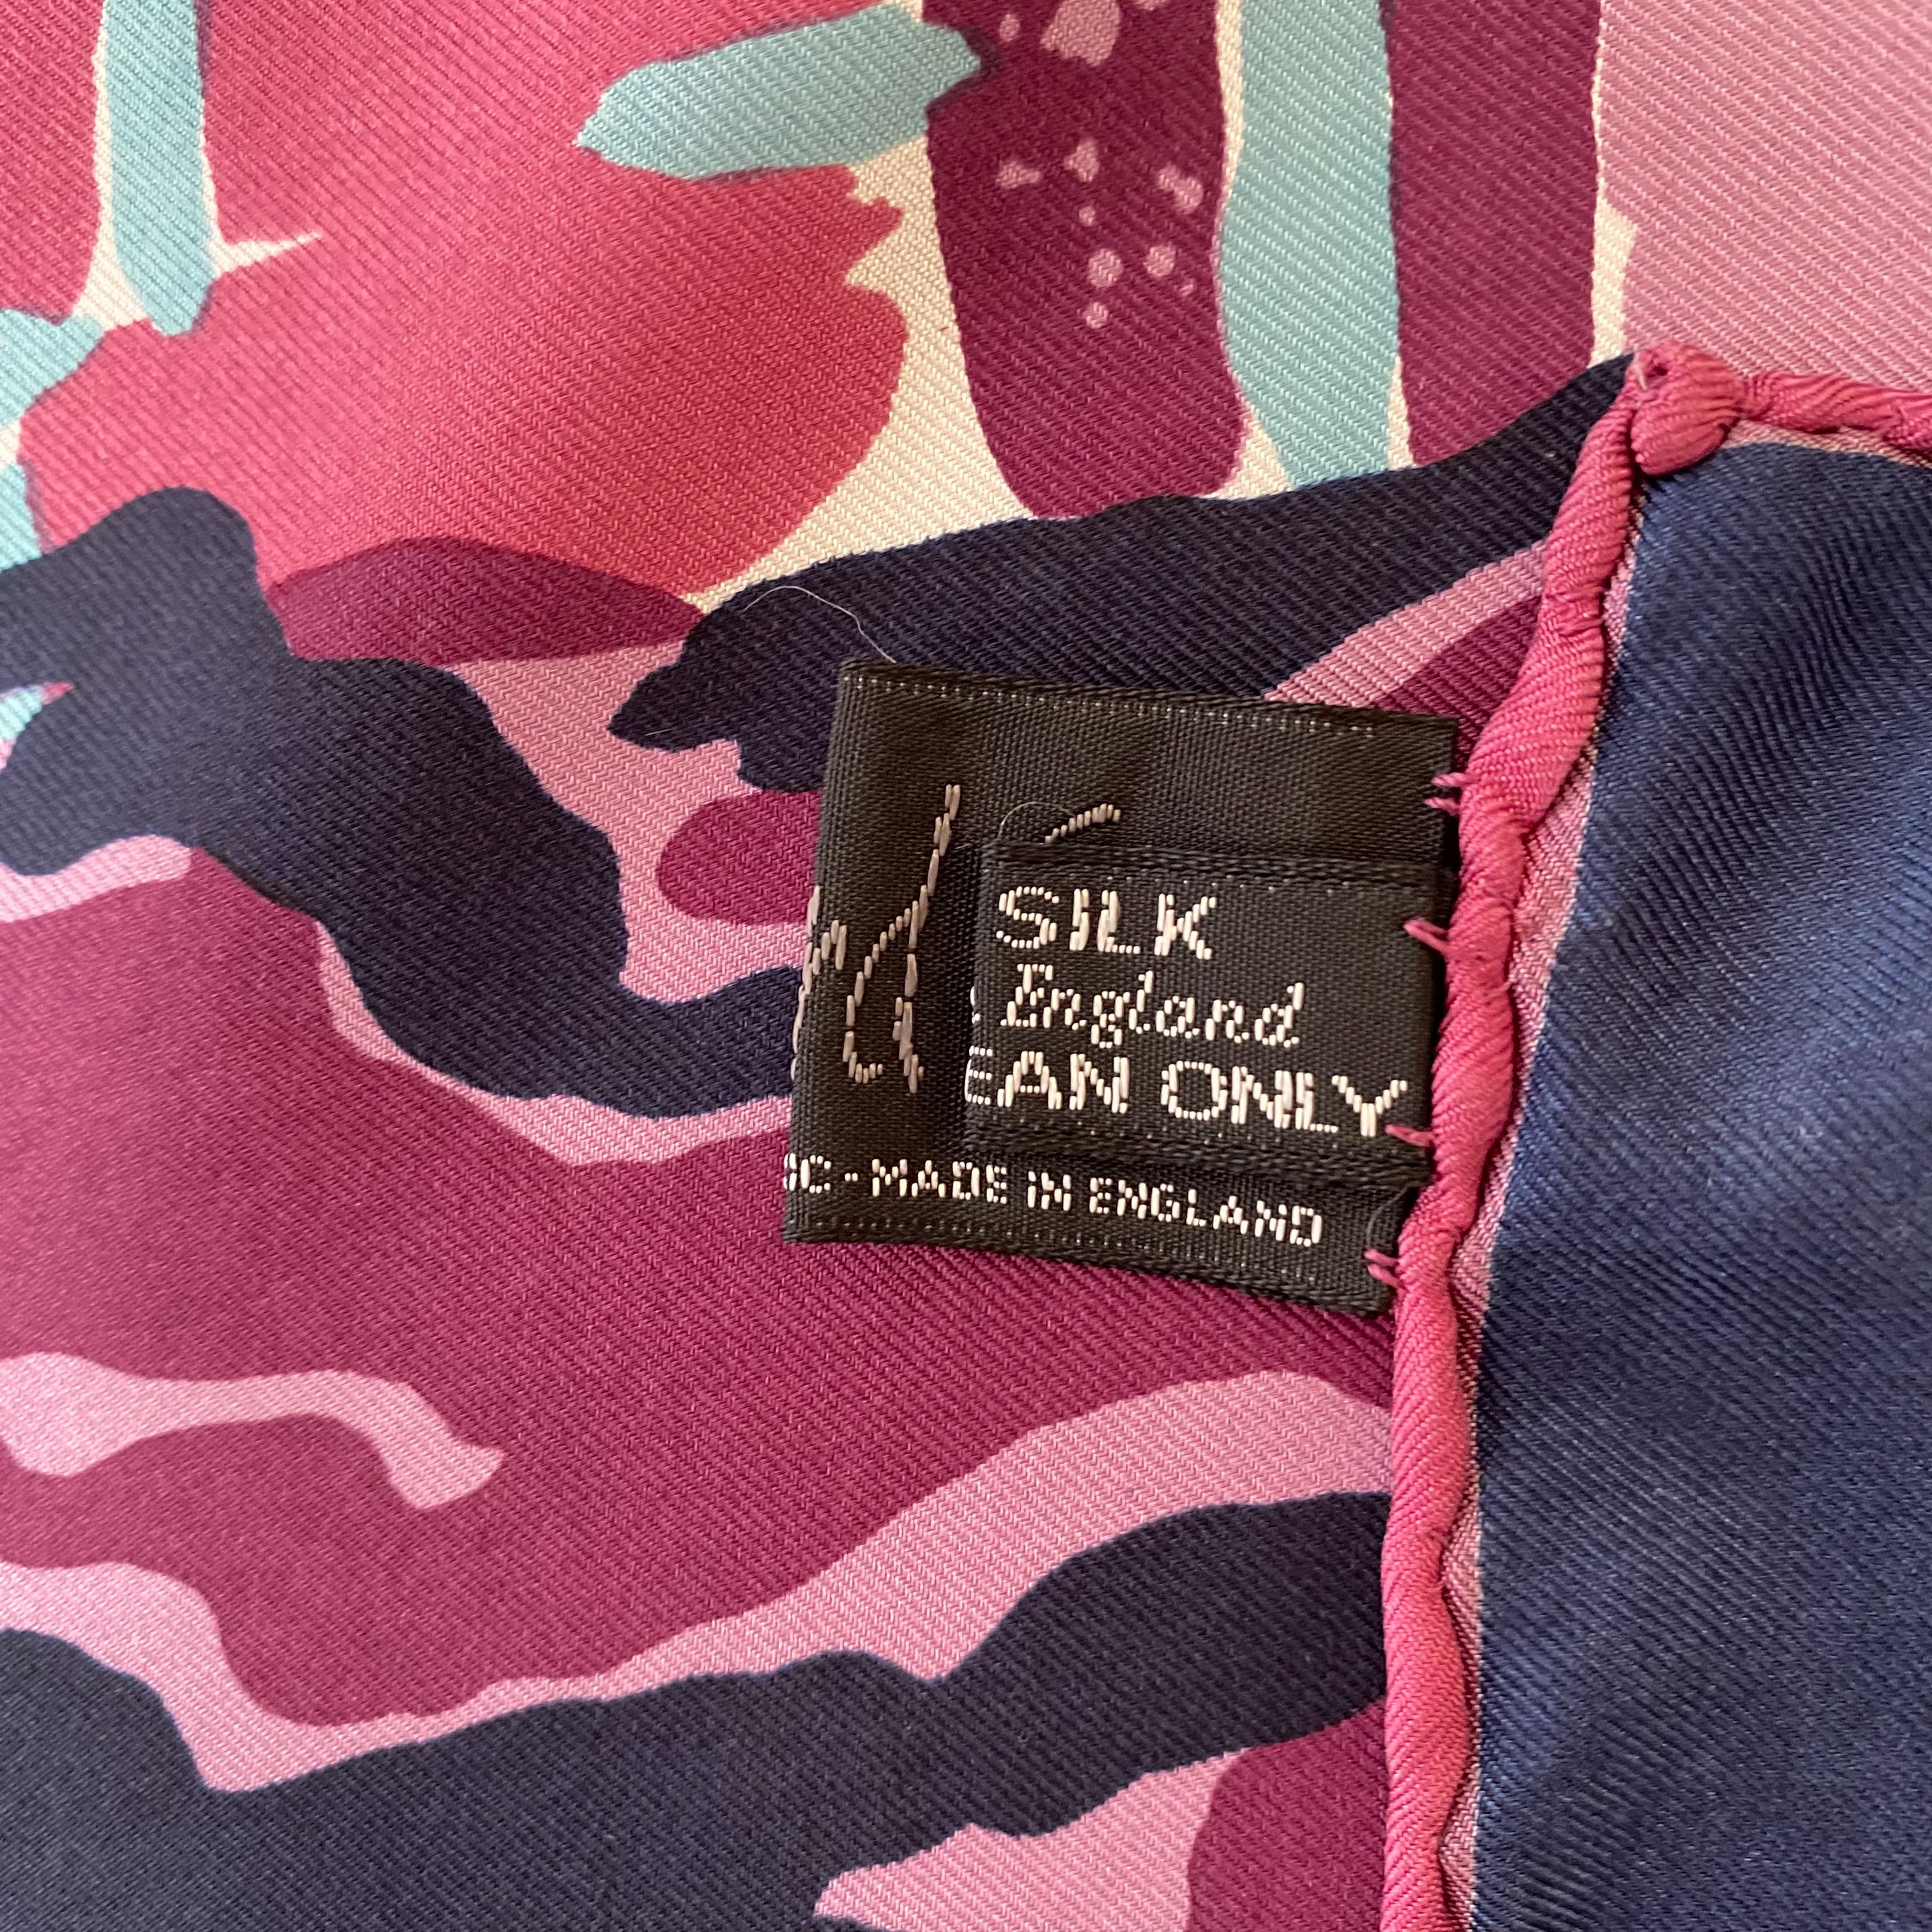 SILK
England
EAN ONLY
C - MADE IN ENGLAND